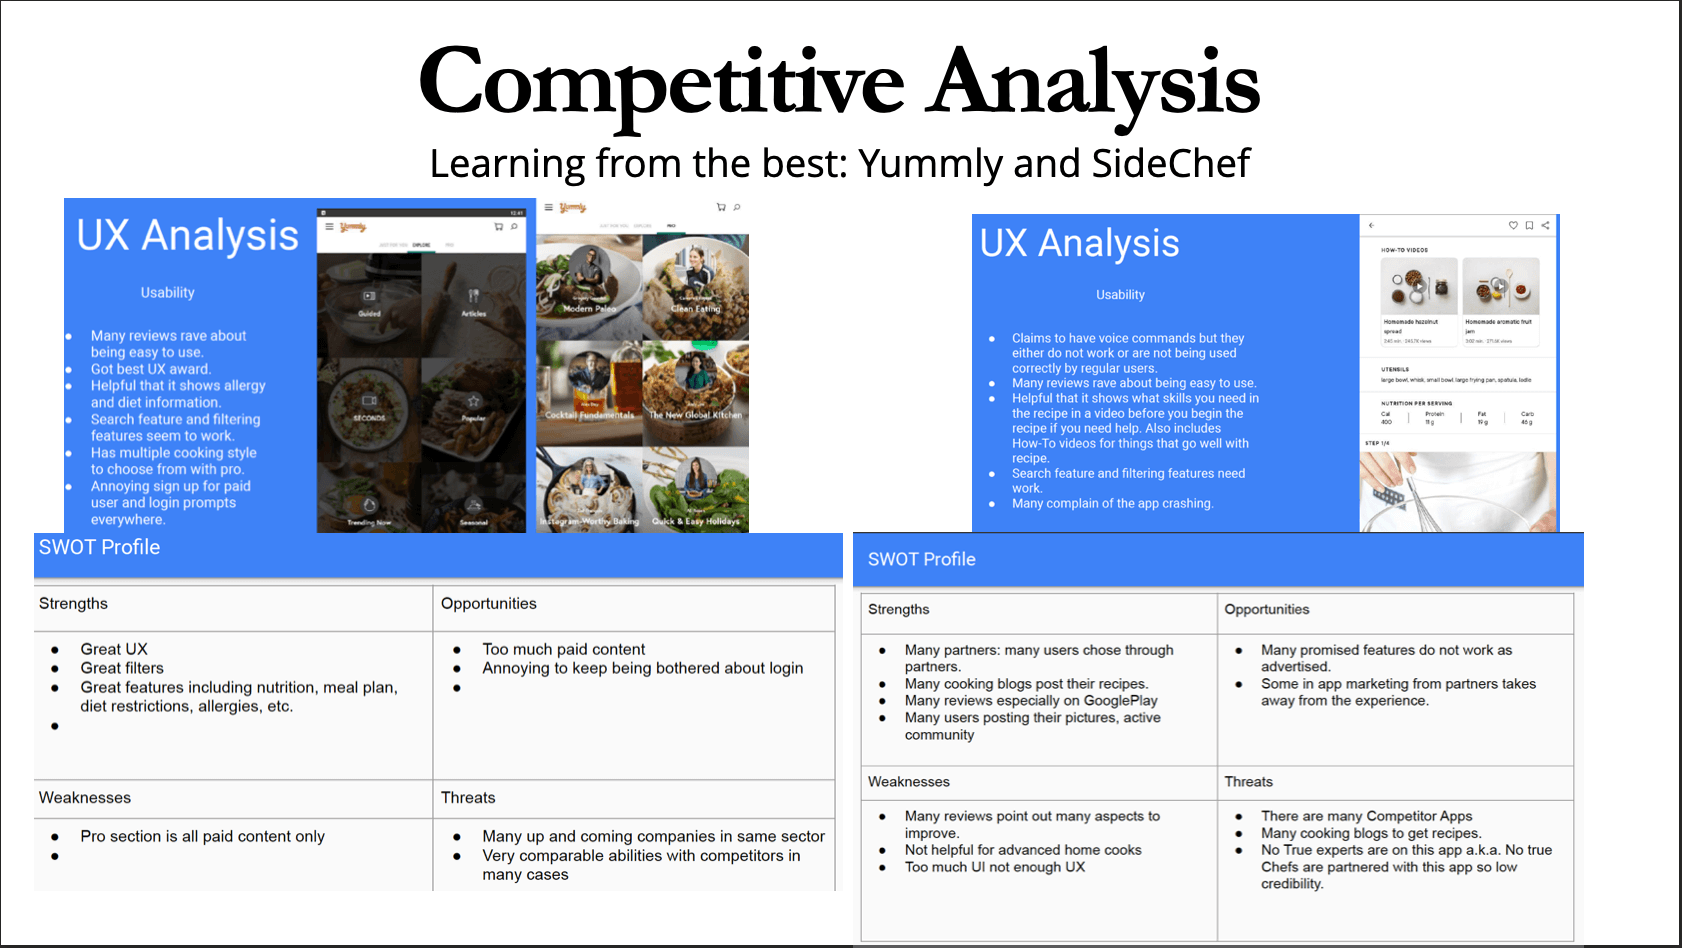 Competitive Analysis
Learning from the best: Yummly and SideChef
UX Analysis
Usability
● Many reviews rave about
being easy to use.
● Got best UX award.
● Helpful that it shows allergy
and diet information.
● Search feature and filtering
features seem to work.
● Has multiple cooking style
to choose from with pro.
● Annoying sign up for paid
user and login prompts
everywhere.
12:41
Yummly
JUST FOR YOU EXPLORE PRO
Guided
Articles
SECONDS
Popular
Trending Now
Seasonal
Yummly
JUST FOR YOU EXPLORE PRO
Modern Paleo
Clean Eating
Cocktail Fundamentals
The New Global Kitchen
Instagram-Worthy Baking
Quick & Easy Holidays
SWOT Profile
Strengths
● Great UX
● Great filters
● Great features including nutrition, meal plan,
diet restrictions, allergies, etc.
●
Opportunities
● Too much paid content
● Annoying to keep being bothered about login
●
Weaknesses
● Pro section is all paid content only
●
Threats
● Many up and coming companies in same sector
● Very comparable abilities with competitors in
many cases
UX Analysis
Usability
● Claims to have voice commands but they
either do not work or are not being used
correctly by regular users.
● Many reviews rave about being easy to use.
● Helpful that it shows what skills you need in
the recipe in a video before you begin the
recipe if you need help. Also includes
How-To videos for things that go well with
recipe.
● Search feature and filtering features need
work.
● Many complain of the app crashing.
HOW-TO VIDEOS
Homemade hazelnut
spread
Homemade aromatic fruit
jam
UTENSILS
large bowl, whisk, small bowl, large frying pan, spatula, ladle
NUTRITION PER SERVING
Cal Protein Fat Carb
400 11 g 19 g 46 g
STEP 1/4
SWOT Profile
Strengths
● Many partners: many users chose through
partners.
● Many cooking blogs post their recipes.
● Many reviews especially on GooglePlay
● Many users posting their pictures, active
community
Opportunities
● Many promised features do not work as
advertised.
● Some in app marketing from partners takes
away from the experience.
Weaknesses
● Many reviews point out many aspects to
improve.
● Not helpful for advanced home cooks
● Too much UI not enough UX
Threats
● There are many Competitor Apps
● Many cooking blogs to get recipes.
● No True experts are on this app a.k.a. No true
Chefs are partnered with this app so low
credibility.